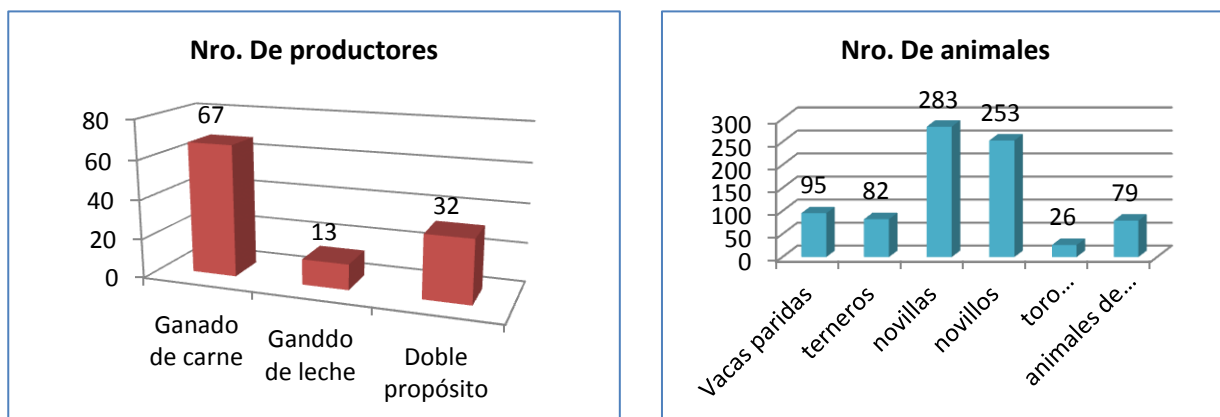 Nro. De productores
80
60
40
20
0
67
13
32
Ganado
de carne
Ganddo
de leche
Doble
propósito
Nro. De animales
300
250
200
150
100
50
0
95
82
283
253
26
79
Vacas paridas
terneros
novillas
novillos
toro...
animales de...